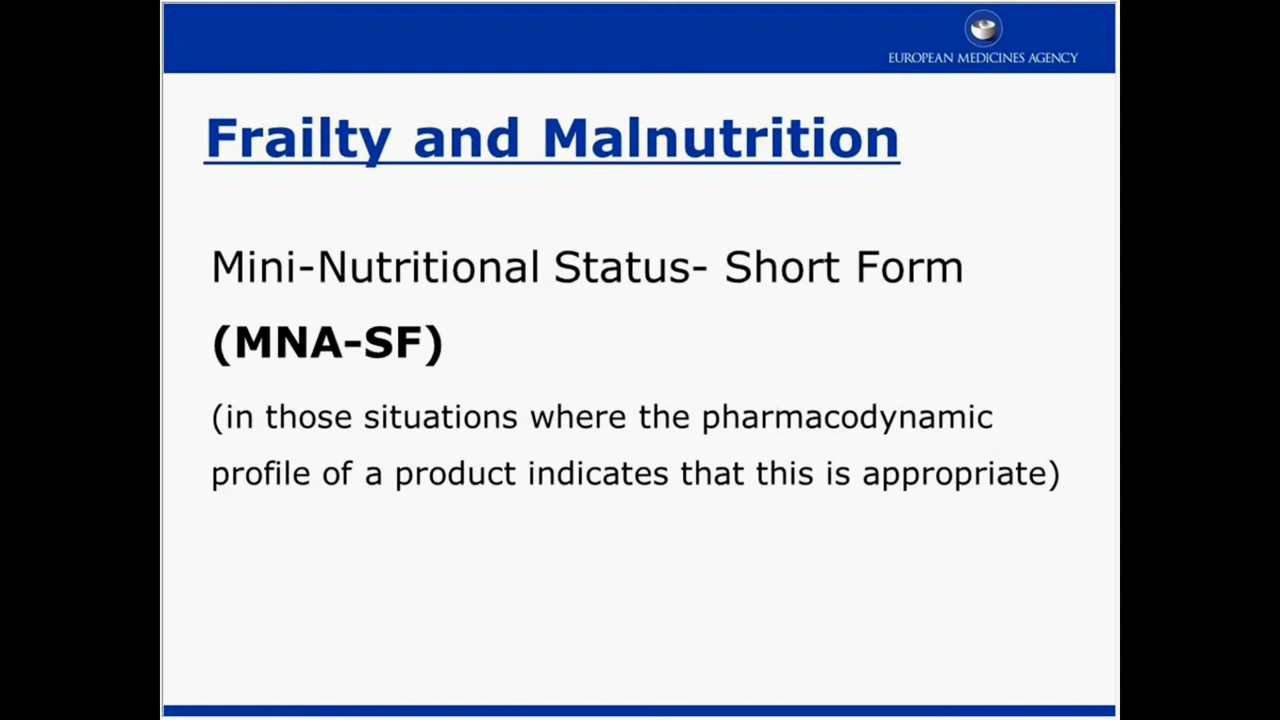 EUROPEAN MEDICINES AGENCY
Frailty and Malnutrition
Mini-Nutritional Status- Short Form
(MNA-SF)
(in those situations where the pharmacodynamic
profile of a product indicates that this is appropriate)